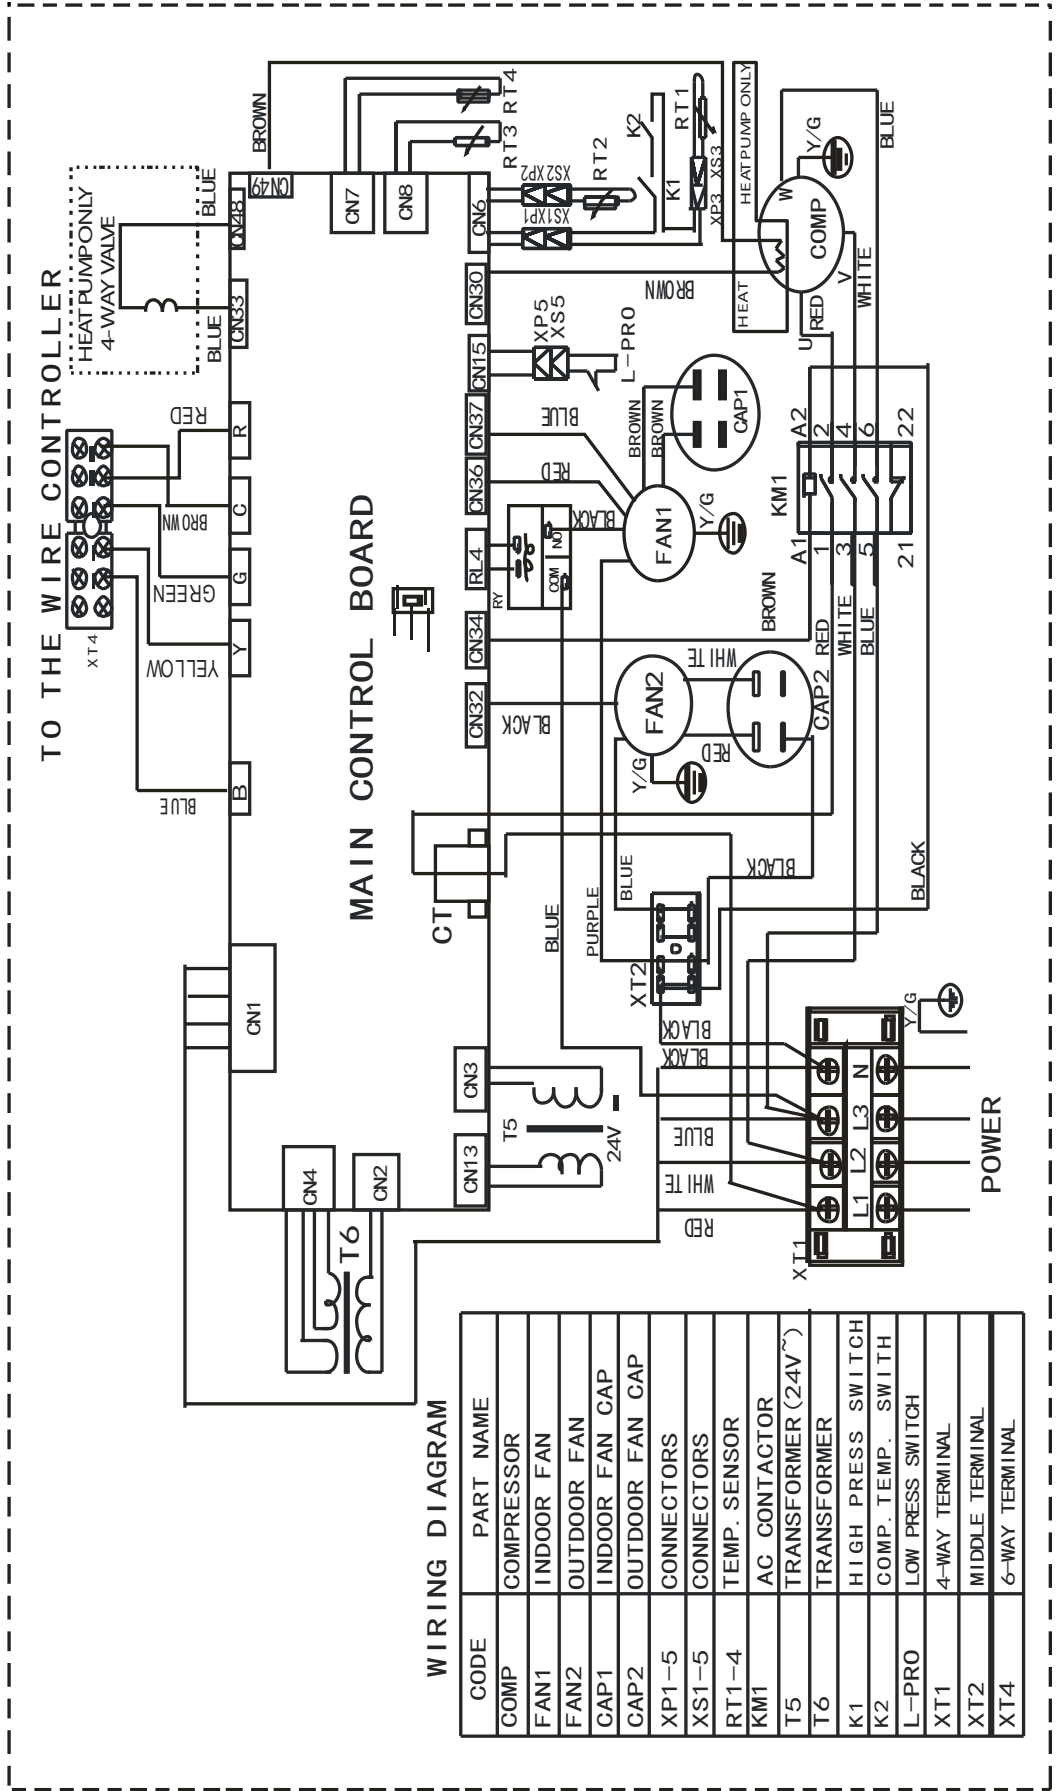 TO THE WIRE CONTROLLER
XT4
BLUE
YELLOW
GREEN
BROWN
RED
HEAT PUMP ONLY
4-WAY VALVE
BLUE
BLUE
BROWN
B
Y
G
C
R
CN33
CN48
CN49
CN1
MAIN CONTROL BOARD
CN7
CN8
CN4
CN2
T6
CN13
CN3
CT
CN32
CN34
RL4
CN36
CN37
CN15
CN30
CN6
RT3
RT4
T5
24V
BLUE
PURPLE
BLUE
BLACK
RY
COM
NO
BLACK
RED
BLUE
XP5
XS5
L-PRO
BROWN
XS1XP1
XS2XP2
RT2
K2
K1
RT1
XP3 XS3
HEAT PUMP ONLY
HEAT
FAN2
Y/G
WHITE
RED
CAP2
BLACK
FAN1
Y/G
BROWN
BROWN
CAP1
COMP
W
Y/G
BLUE
U
RED
V
WHITE
XT2
BLACK
BLACK
BLUE
WHITE
RED
BROWN
RED
WHITE
BLUE
KM1
A1
1
3
5
21
A2
2
4
6
22
BLACK
XT1
L1
L2
L3
N
Y/G
POWER
WIRING DIAGRAM
CODE PART NAME
COMP COMPRESSOR
FAN1 INDOOR FAN
FAN2 OUTDOOR FAN
CAP1 INDOOR FAN CAP
CAP2 OUTDOOR FAN CAP
XP1-5 CONNECTORS
XS1-5 CONNECTORS
RT1-4 TEMP.SENSOR
KM1 AC CONTACTOR
T5 TRANSFORMER(24V~)
T6 TRANSFORMER
K1 HIGH PRESS SWITCH
K2 COMP.TEMP. SWITH
L-PRO LOW PRESS SWITCH
XT1 4-WAY TERMINAL
XT2 MIDDLE TERMINAL
XT4 6-WAY TERMINAL